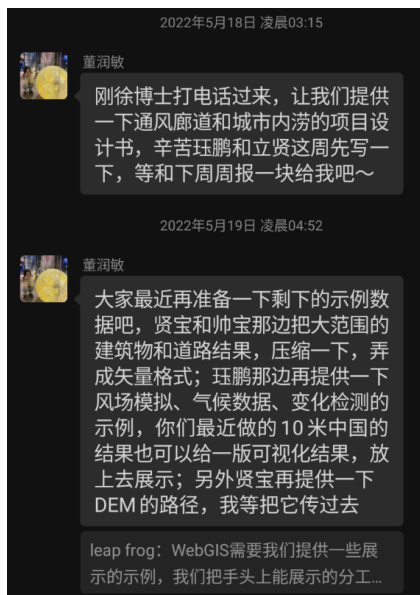 2022年5月18日 凌晨03:15
董润敏
刚徐博士打电话过来，让我们提供
一下通风廊道和城市内涝的项目设
计书，辛苦珏鹏和立贤这周先写一
下，等和下周周报一块给我吧～
2022年5月19日 凌晨04:52
董润敏
大家最近再准备一下剩下的示例数
据吧，贤宝和帅宝那边把大范围的
建筑物和道路结果，压缩一下，弄
成矢量格式；珏鹏那边再提供一下
风场模拟、气候数据、变化检测的
示例，你们最近做的10米中国的
结果也可以给一版可视化结果，放
上去展示；另外贤宝再提供一下
DEM的路径，我等把它传过去
leap frog：WebGIS需要我们提供一些展
示的示例，我们把手头上能展示的分工...